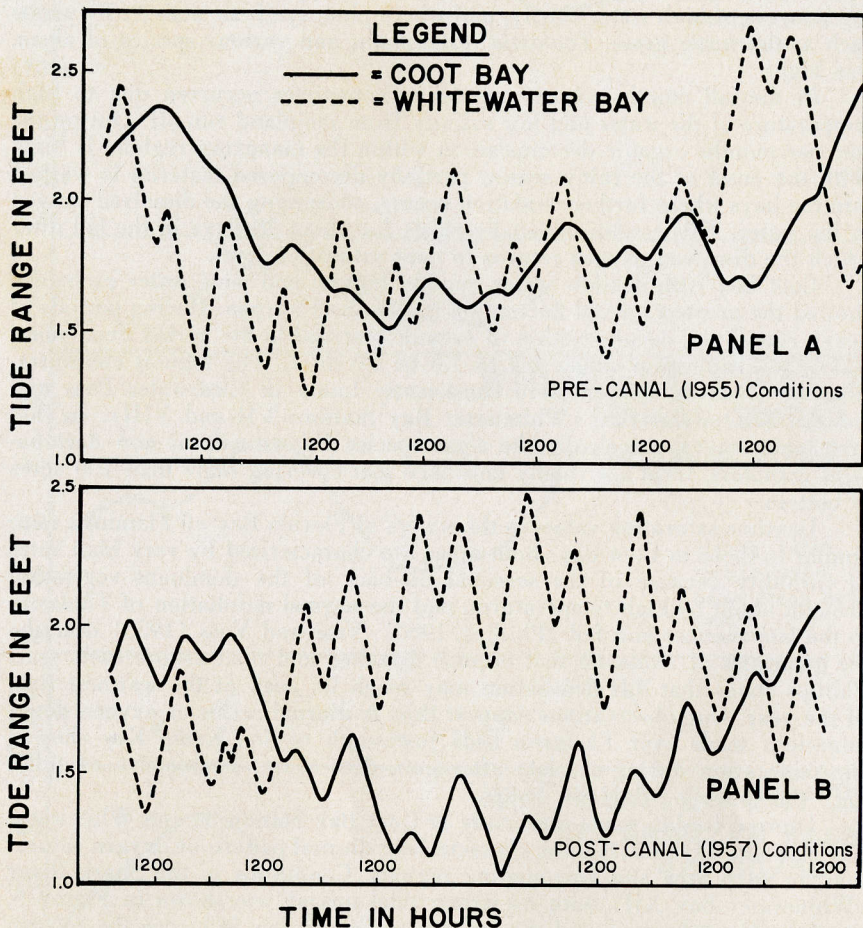 LEGEND
= COOT BAY
= WHITEWATER BAY
TIDE RANGE IN FEET
2.5
2.0
1.5
1.0
PANEL A
PRE-CANAL (1955) Conditions
1200 1200 1200 1200 1200 1200
TIDE RANGE IN FEET
2.5
2.0
1.5
1.0
PANEL B
POST-CANAL (1957) Conditions
1200 1200 1200 1200 1200 1200
TIME IN HOURS